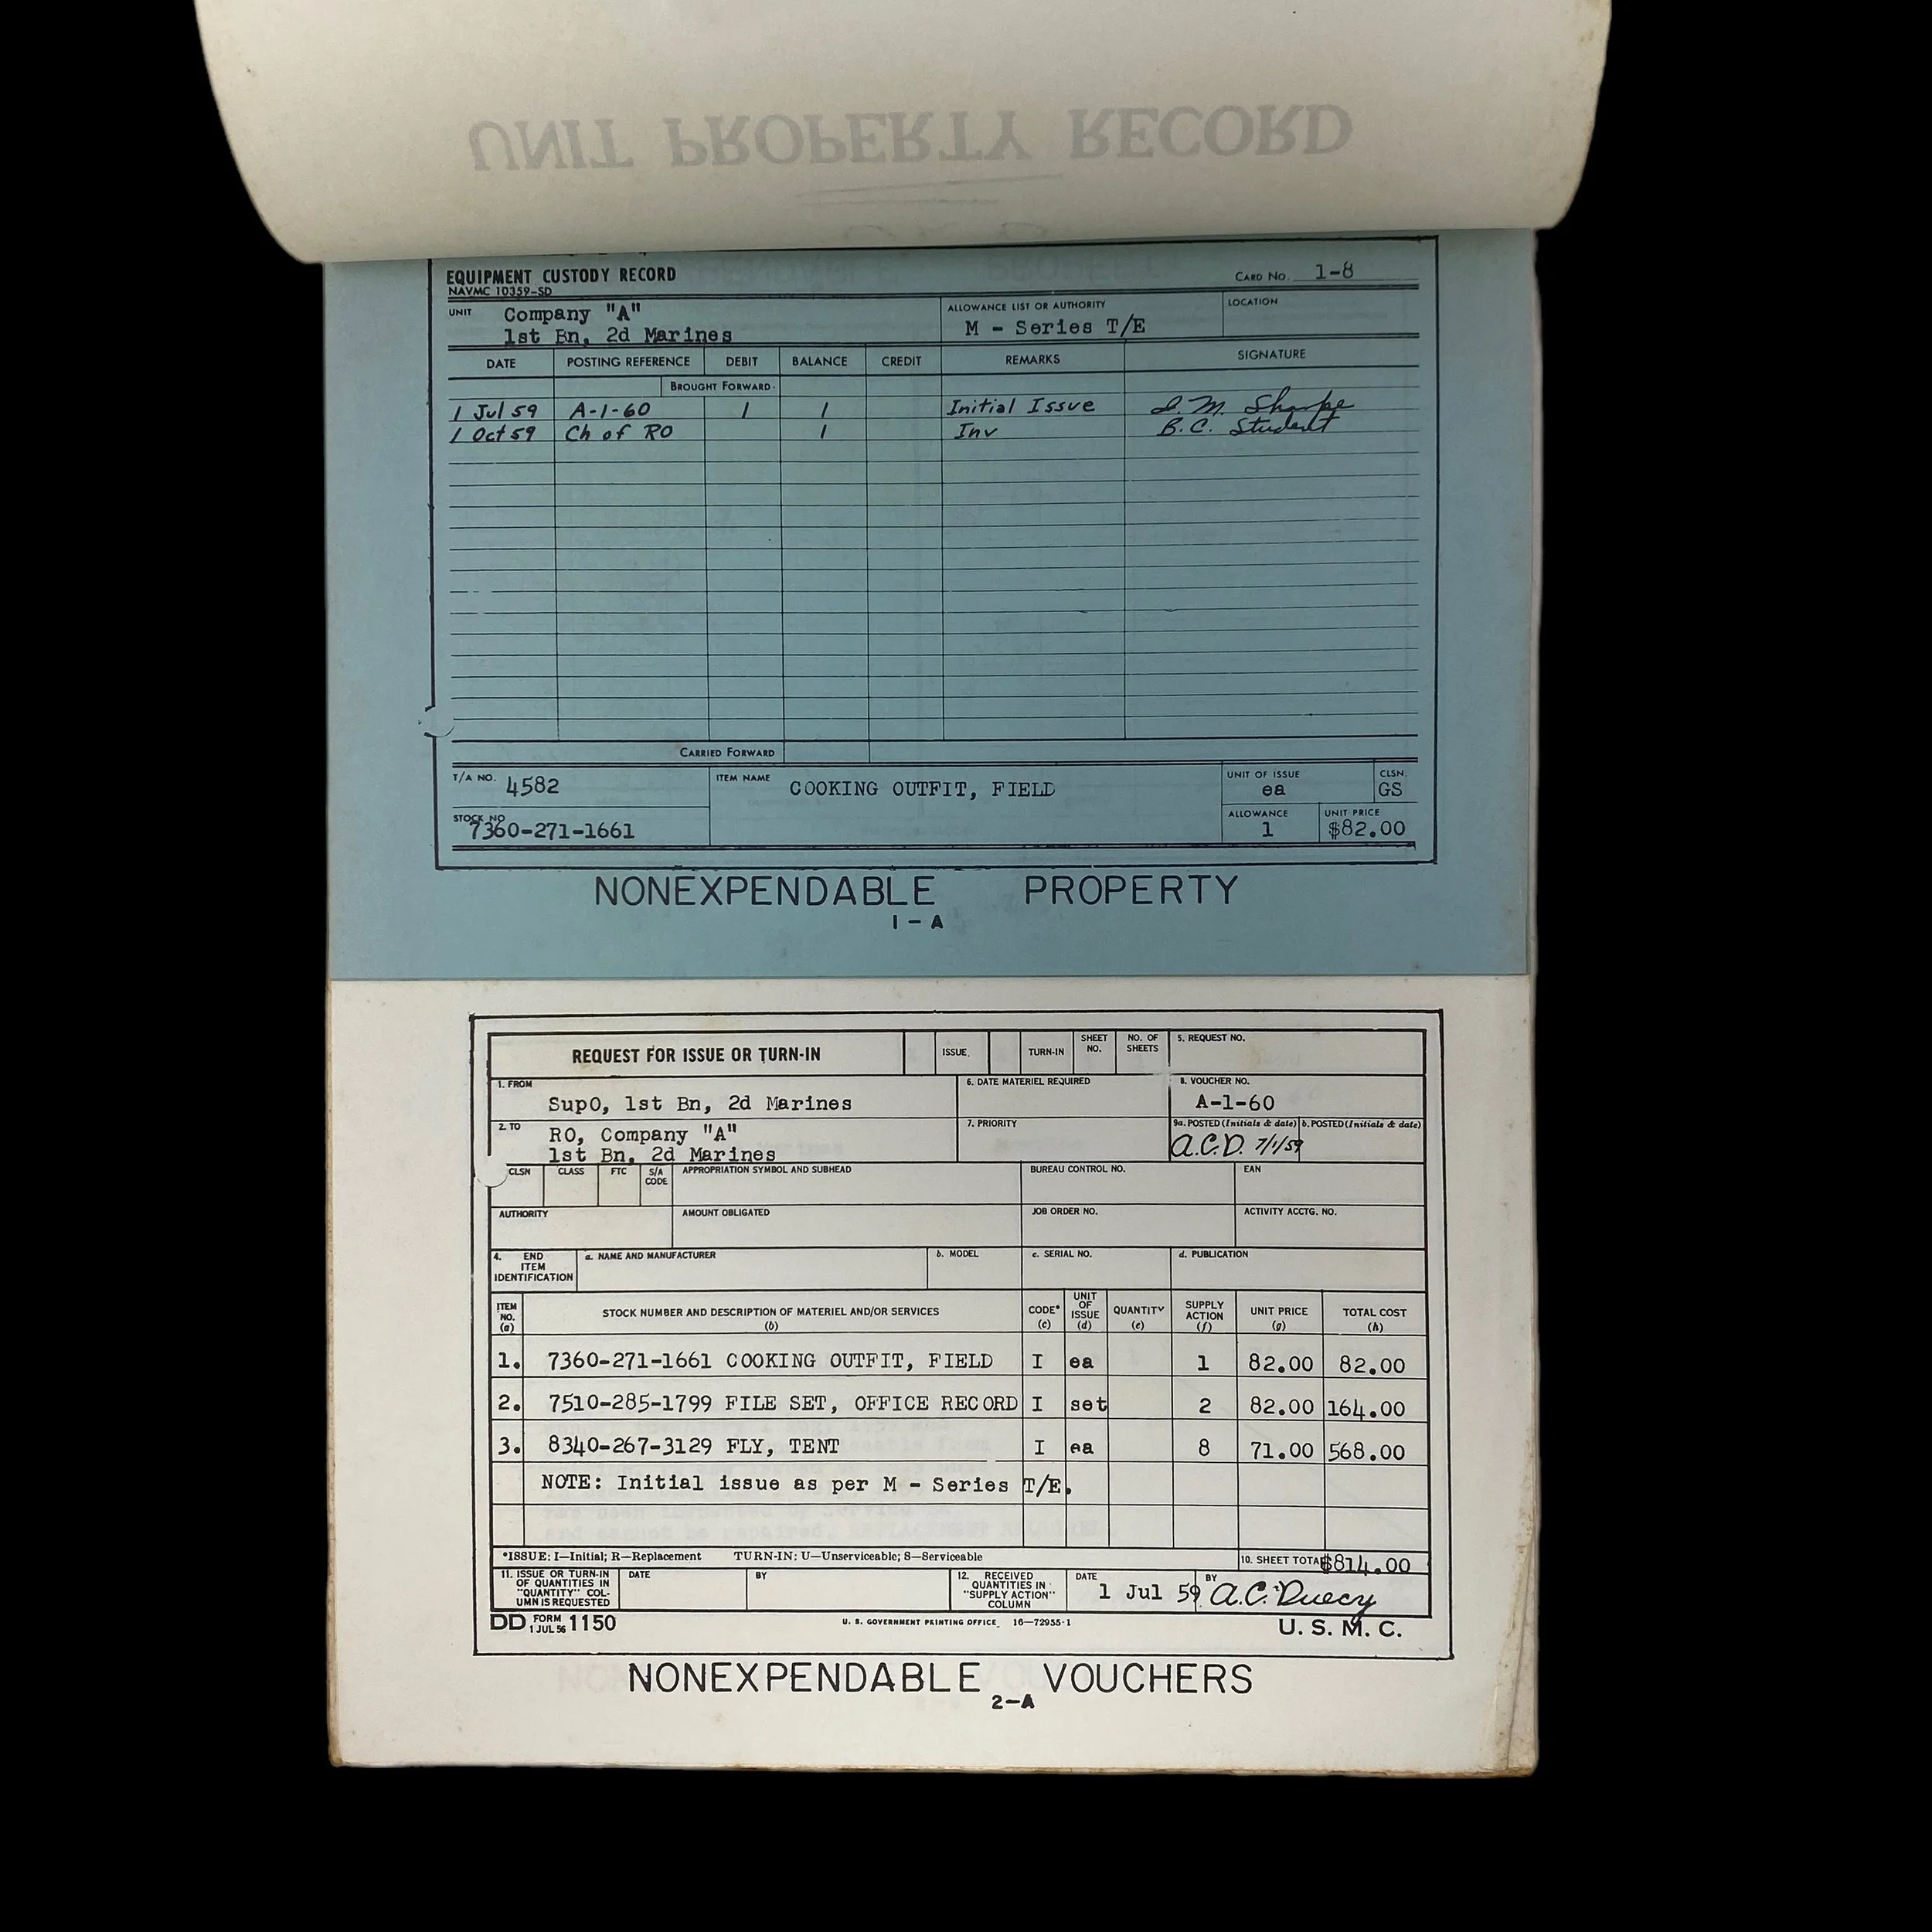 UNIT PROPERTY RECORD
EQUIPMENT CUSTODY RECORD
NAVMC 10359-SD
CARD NO. 1-8
UNIT Company "A"
1st Bn, 2d Marines
ALLOWANCE LIST OR AUTHORITY
M - Series T/E
LOCATION
DATE POSTING REFERENCE DEBIT BALANCE CREDIT REMARKS SIGNATURE
BROUGHT FORWARD
1 Jul 59 A-1-60 1 1 Initial Issue I. M. Sharpe
1 Oct 59 Ch of RO 1 Inv B.C. Student
CARRIED FORWARD
T/A NO. 4582
ITEM NAME COOKING OUTFIT, FIELD
UNIT OF ISSUE
ea
CLSN.
GS
STOCK NO
7360-271-1661
ALLOWANCE
1
UNIT PRICE
$82.00
NONEXPENDABLE PROPERTY
1-A
REQUEST FOR ISSUE OR TURN-IN
ISSUE
TURN-IN
SHEET NO.
NO. OF SHEETS
5. REQUEST NO.
1. FROM
SupO, 1st Bn, 2d Marines
6. DATE MATERIEL REQUIRED
8. VOUCHER NO.
A-1-60
2. TO
RO, Company "A"
1st Bn, 2d Marines
7. PRIORITY
9a. POSTED (Initials & date)
A.C.D. 7/1/59
b. POSTED (Initials & date)
CLSN CLASS FTC S/A CODE APPROPRIATION SYMBOL AND SUBHEAD BUREAU CONTROL NO. EAN
AUTHORITY AMOUNT OBLIGATED JOB ORDER NO. ACTIVITY ACCTG. NO.
4. END ITEM IDENTIFICATION
a. NAME AND MANUFACTURER b. MODEL c. SERIAL NO. d. PUBLICATION
ITEM NO. (a)
STOCK NUMBER AND DESCRIPTION OF MATERIEL AND/OR SERVICES (b)
CODE* (c)
UNIT OF ISSUE (d)
QUANTITY (e)
SUPPLY ACTION (f)
UNIT PRICE (g)
TOTAL COST (h)
1. 7360-271-1661 COOKING OUTFIT, FIELD I ea 1 82.00 82.00
2. 7510-285-1799 FILE SET, OFFICE RECORD I set 2 82.00 164.00
3. 8340-267-3129 FLY, TENT I ea 8 71.00 568.00
NOTE: Initial issue as per M - Series T/E.
*ISSUE: I—Initial; R—Replacement TURN-IN: U—Unserviceable; S—Serviceable
10. SHEET TOTAL $814.00
11. ISSUE OR TURN-IN OF QUANTITIES IN "QUANTITY" COLUMN IS REQUESTED
DATE
BY
12. RECEIVED QUANTITIES IN "SUPPLY ACTION" COLUMN
DATE
1 Jul 59
BY
A.C. Duecy
DD FORM 1 JUL 56 1150
U. S. GOVERNMENT PRINTING OFFICE 16—72955-1
U. S. M. C.
NONEXPENDABLE VOUCHERS
2-A